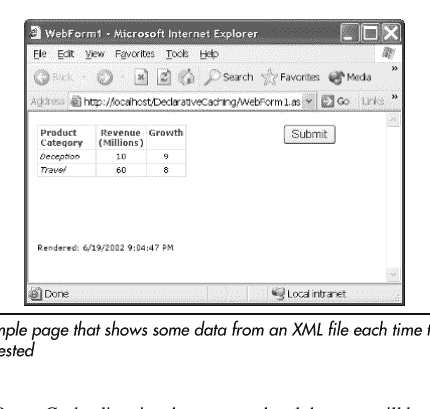 WebForm1 - Microsoft Internet Explorer
File Edit View Favorites Tools Help
Back Search Favorites Media »
Address http://localhost/DeclarativeCaching/WebForm1.as Go Links »
Product Category Revenue (Millions) Growth
Deception 10 9
Travel 60 8
Submit
Rendered: 6/19/2002 9:04:47 PM
Done Local intranet
mple page that shows some data from an XML file each time
ested